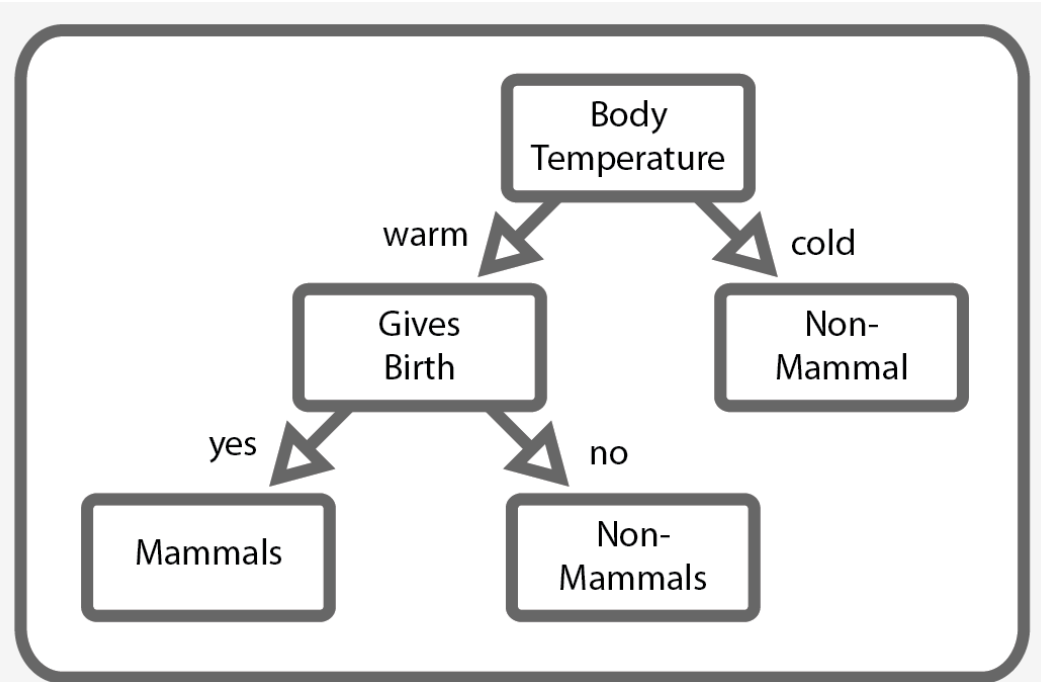 Body
Temperature
warm
cold
Gives
Birth
Non-
Mammal
yes
no
Mammals
Non-
Mammals